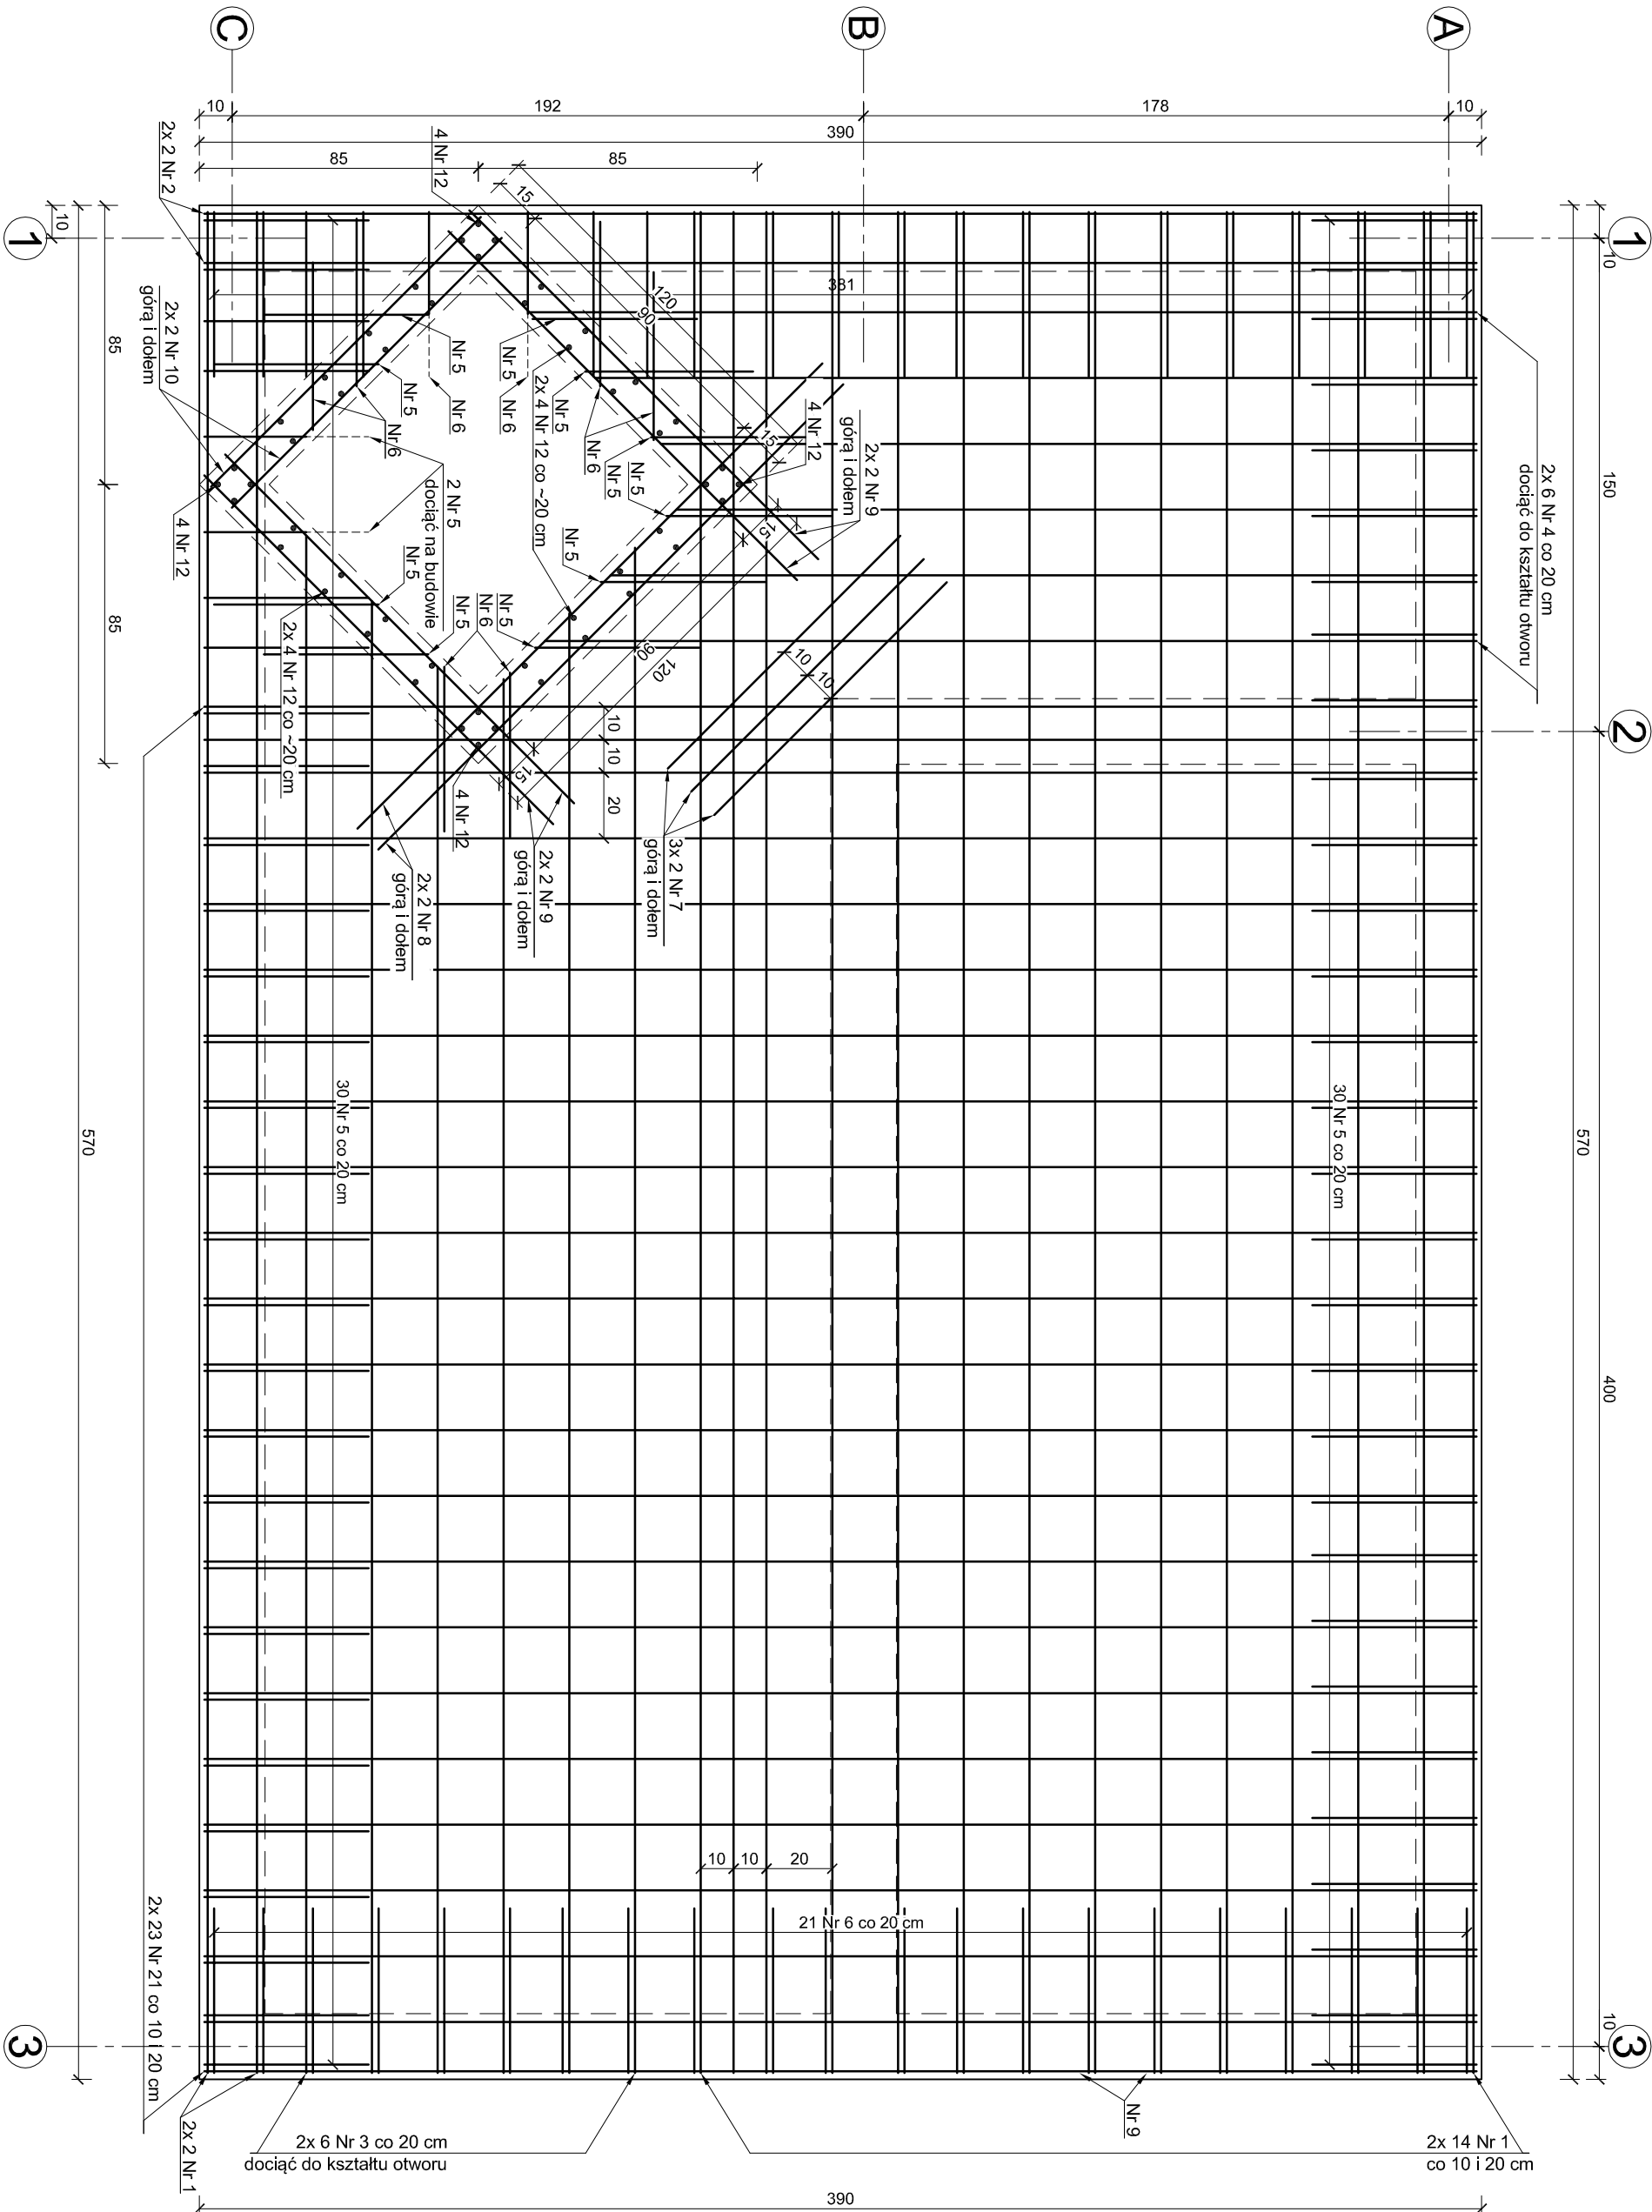 C
B
A
10
192
178
10
390
85
85
4 Nr 12
2x 2 Nr 2
10
1
1
10
15
120
90
381
85
2x 2 Nr 10
górą i dołem
Nr 5
Nr 5
Nr 6
Nr 6
Nr 5
Nr 5
Nr 6
Nr 6
2x 4 Nr 12 co ~20 cm
4 Nr 12
15
2x 2 Nr 9
górą i dołem
2x 6 Nr 4 co 20 cm
dociąć do kształtu otworu
150
Nr 5
2 Nr 5
dociąć na budowie
4 Nr 12
15
Nr 5
Nr 5
Nr 5
Nr 6
Nr 5
85
2x 4 Nr 12 co ~20 cm
90
120
10
10
2
10
10
20
15
4 Nr 12
2x 2 Nr 8
górą i dołem
2x 2 Nr 9
górą i dołem
3x 2 Nr 7
górą i dołem
30 Nr 5 co 20 cm
30 Nr 5 co 20 cm
570
570
400
10
10
20
21 Nr 6 co 20 cm
2x 23 Nr 21 co 10 i 20 cm
10
3
3
2x 2 Nr 1
2x 6 Nr 3 co 20 cm
dociąć do kształtu otworu
Nr 9
2x 14 Nr 1
co 10 i 20 cm
390